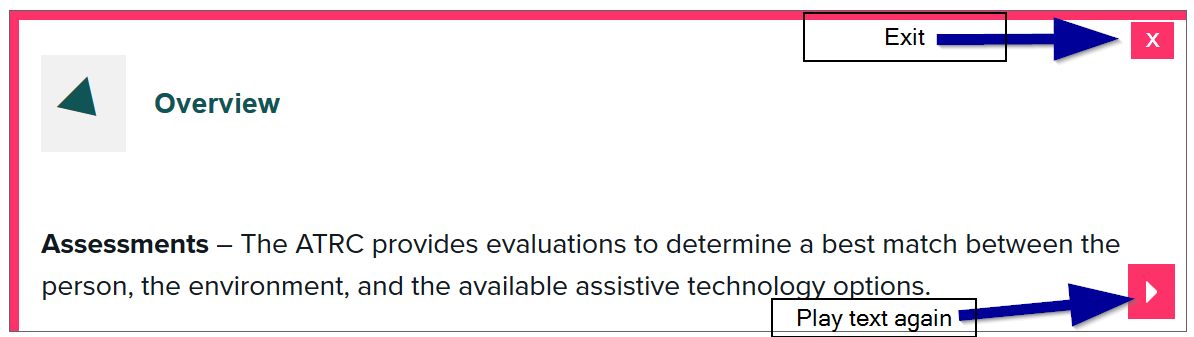 Exit
X
Overview
Assessments – The ATRC provides evaluations to determine a best match between the
person, the environment, and the available assistive technology options.
Play text again